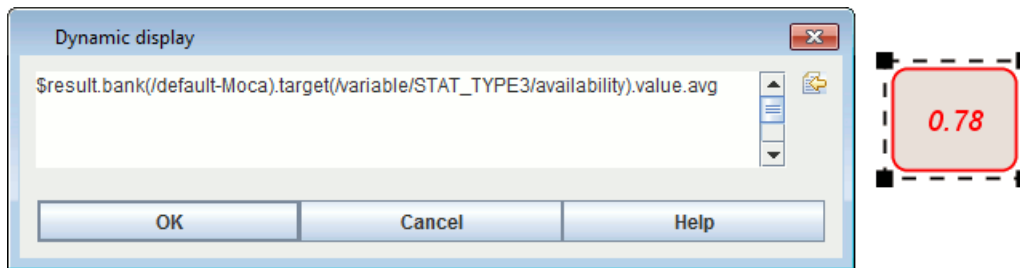 Dynamic display
$result.bank(/default-Moca).target(/variable/STAT_TYPE3/availability).value.avg
0.78
OK
Cancel
Help